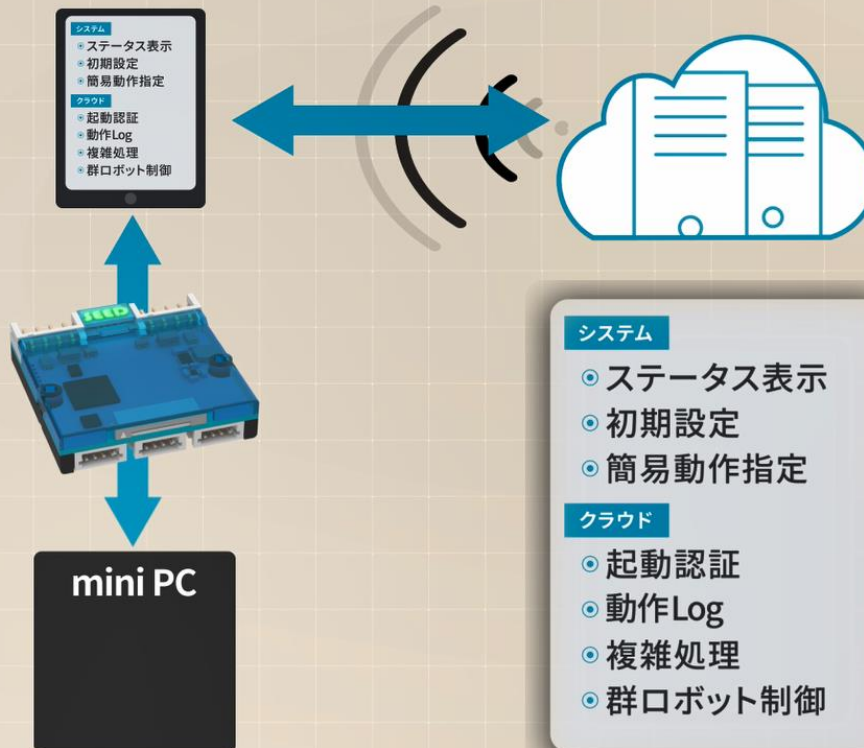 システム
ステータス表示
初期設定
簡易動作指定
クラウド
起動認証
動作Log
複雑処理
群ロボット制御
SEED
mini PC
システム
ステータス表示
初期設定
簡易動作指定
クラウド
起動認証
動作Log
複雑処理
群ロボット制御